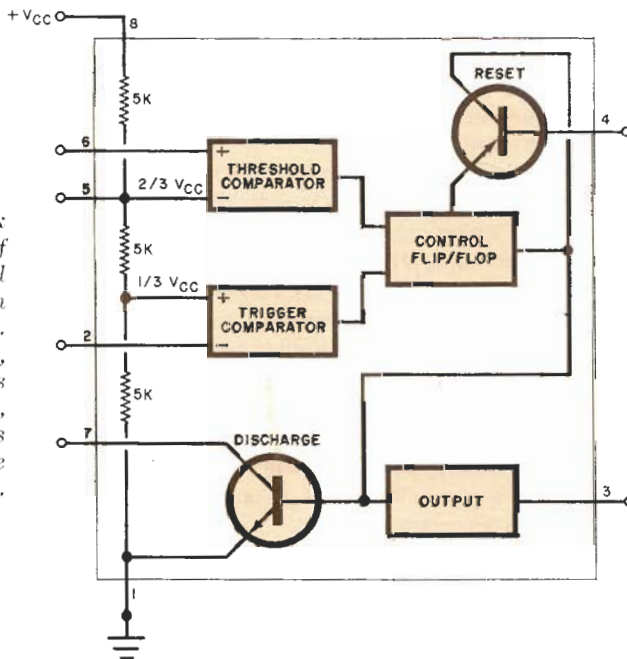 + VCC
8
5K
RESET
4
6
+
THRESHOLD
COMPARATOR
-
5
2/3 VCC
5K
CONTROL
FLIP/FLOP
1/3 VCC
+
TRIGGER
COMPARATOR
-
2
5K
7
DISCHARGE
OUTPUT
3
1
k
f
l
n
.
,
s
,
s
e
.